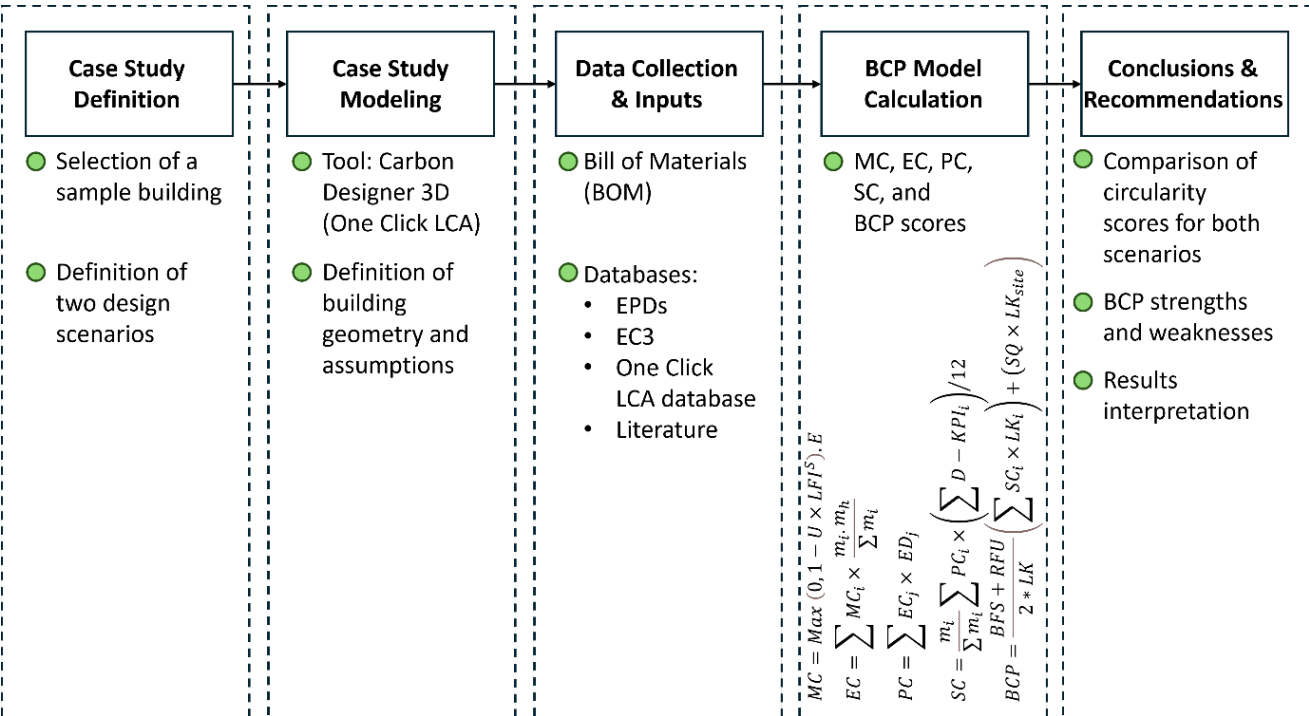 Case Study
Definition
Selection of a
sample building
Definition of
two design
scenarios
Case Study
Modeling
Tool: Carbon
Designer 3D
(One Click LCA)
Definition of
building
geometry and
assumptions
Data Collection
& Inputs
Bill of Materials
(BOM)
Databases:
• EPDs
• EC3
• One Click
LCA database
• Literature
BCP Model
Calculation
MC, EC, PC,
SC, and
BCP scores
MC = Max (0, 1 − U × LFI^S). E
EC = ∑ MC_i × m_i. m_h / ∑ m_i
PC = ∑ EC_j × ED_j
SC = m_i / ∑ m_i ∑ PC_i × (∑ D − KPI_i) /12
BCP = BFS + RFU / 2 * LK (∑ SC_i × LK_i) + (SQ × LK_site)
Conclusions &
Recommendations
Comparison of
circularity
scores for both
scenarios
BCP strengths
and weaknesses
Results
interpretation